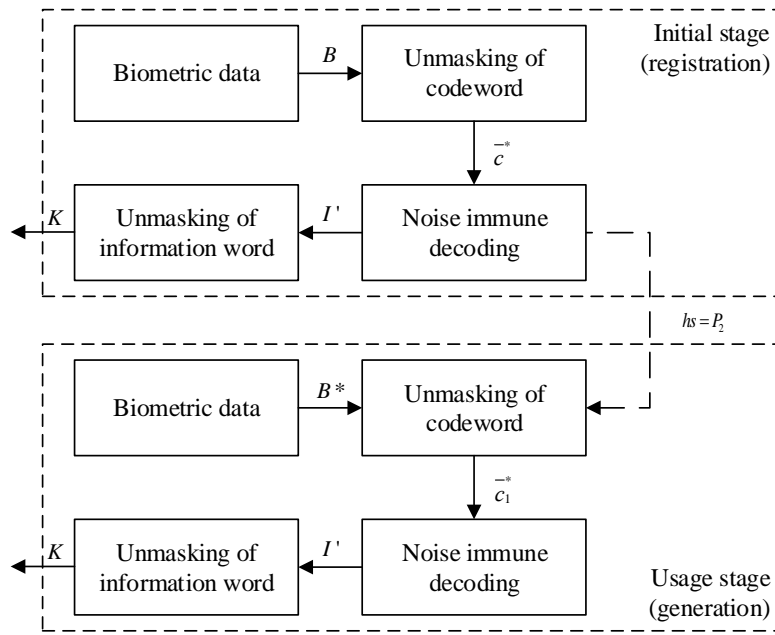 Initial stage
(registration)
Biometric data
B
Unmasking of
codeword
c̄*
K
Unmasking of
information word
I'
Noise immune
decoding
hs = P₂
Biometric data
B*
Unmasking of
codeword
c̄₁*
K
Unmasking of
information word
I'
Noise immune
decoding
Usage stage
(generation)